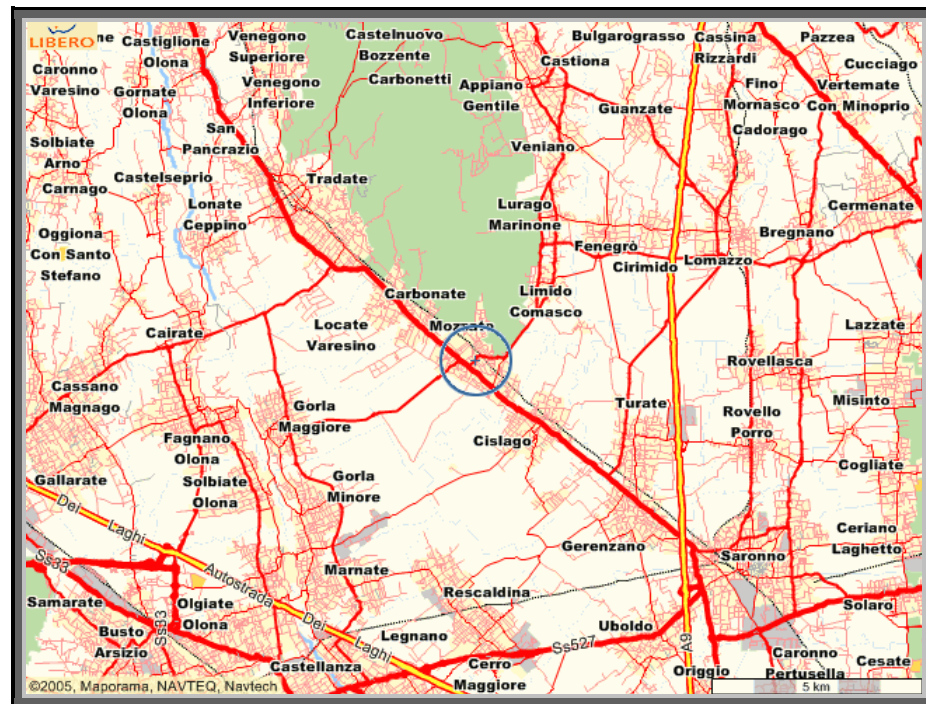 LIBERO
ne Castiglione
Olona
Venegono
Superiore
Castelnuovo
Bozzente
Carbonetti
Bulgarograsso
Cassina
Rizzardi
Pazzea
Cucciago
Caronno
Varesino
Gornate
Olona
Venegono
Inferiore
Appiano
Gentile
Castiona
Guanzate
Fino
Mornasco
Vertemate
Con Minoprio
Cadorago
Solbiate
Arno
San
Pancrazio
Veniano
Carnago
Castelseprio
Tradate
Lonate
Ceppino
Lurago
Marinone
Cermenate
Oggiona
Con Santo
Stefano
Fenegrò
Cirimido
Lomazzo
Bregnano
Carbonate
Limido
Comasco
Cairate
Locate
Varesino
Mozzate
Lazzate
Rovellasca
Cassano
Magnago
Gorla
Maggiore
Turate
Rovello
Porro
Misinto
Fagnano
Olona
Cislago
Gallarate
Solbiate
Olona
Gorla
Minore
Cogliate
Dei Laghi
Autostrada
Dei Laghi
Ss33
Gerenzano
Saronno
Ceriano
Laghetto
Marnate
Samarate
Olgiate
Olona
Rescaldina
Solaro
Busto
Arsizio
Ss33
Legnano
Uboldo
Ss527
A9
Castellanza
Cerro
Maggiore
Origgio
Caronno
Pertusella
Cesate
©2005, Maporama, NAVTEQ, Navtech
5 km